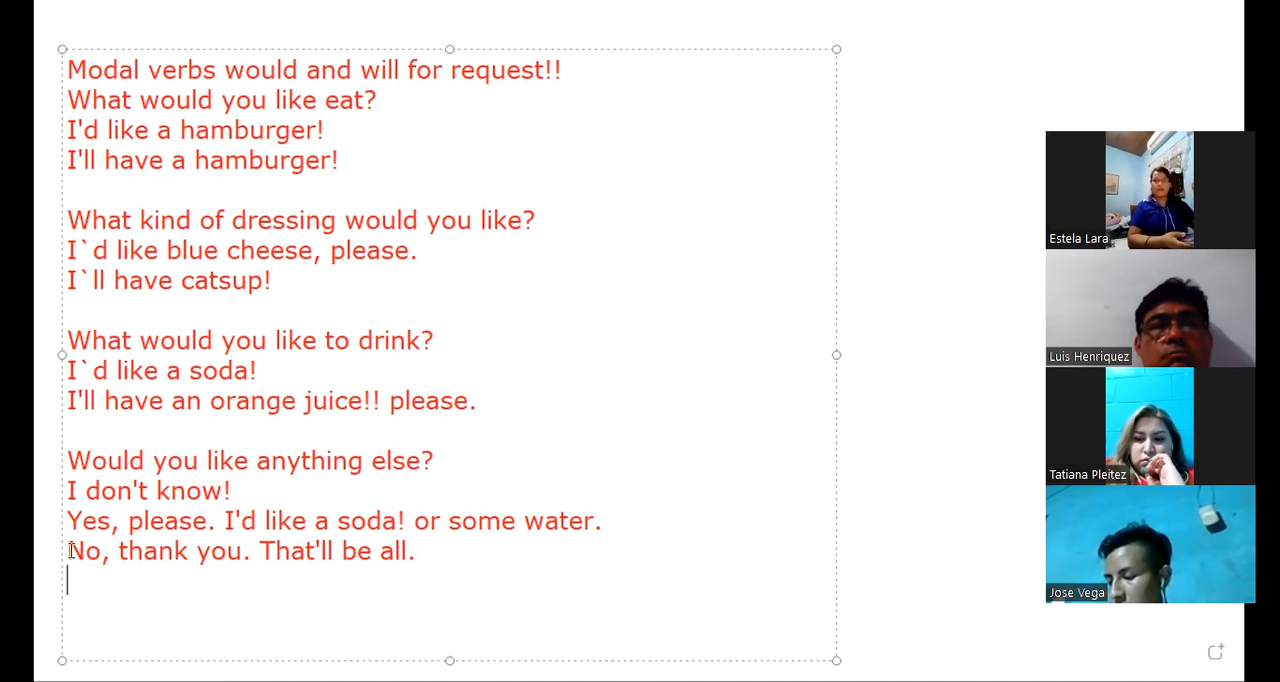 Modal verbs would and will for request!!
What would you like eat?
I'd like a hamburger!
I'll have a hamburger!
What kind of dressing would you like?
I`d like blue cheese, please.
I`ll have catsup!
What would you like to drink?
I`d like a soda!
I'll have an orange juice!! please.
Would you like anything else?
I don't know!
Yes, please. I'd like a soda! or some water.
No, thank you. That'll be all.
Estela Lara
Luis Henriquez
Tatiana Pleitez
Jose Vega